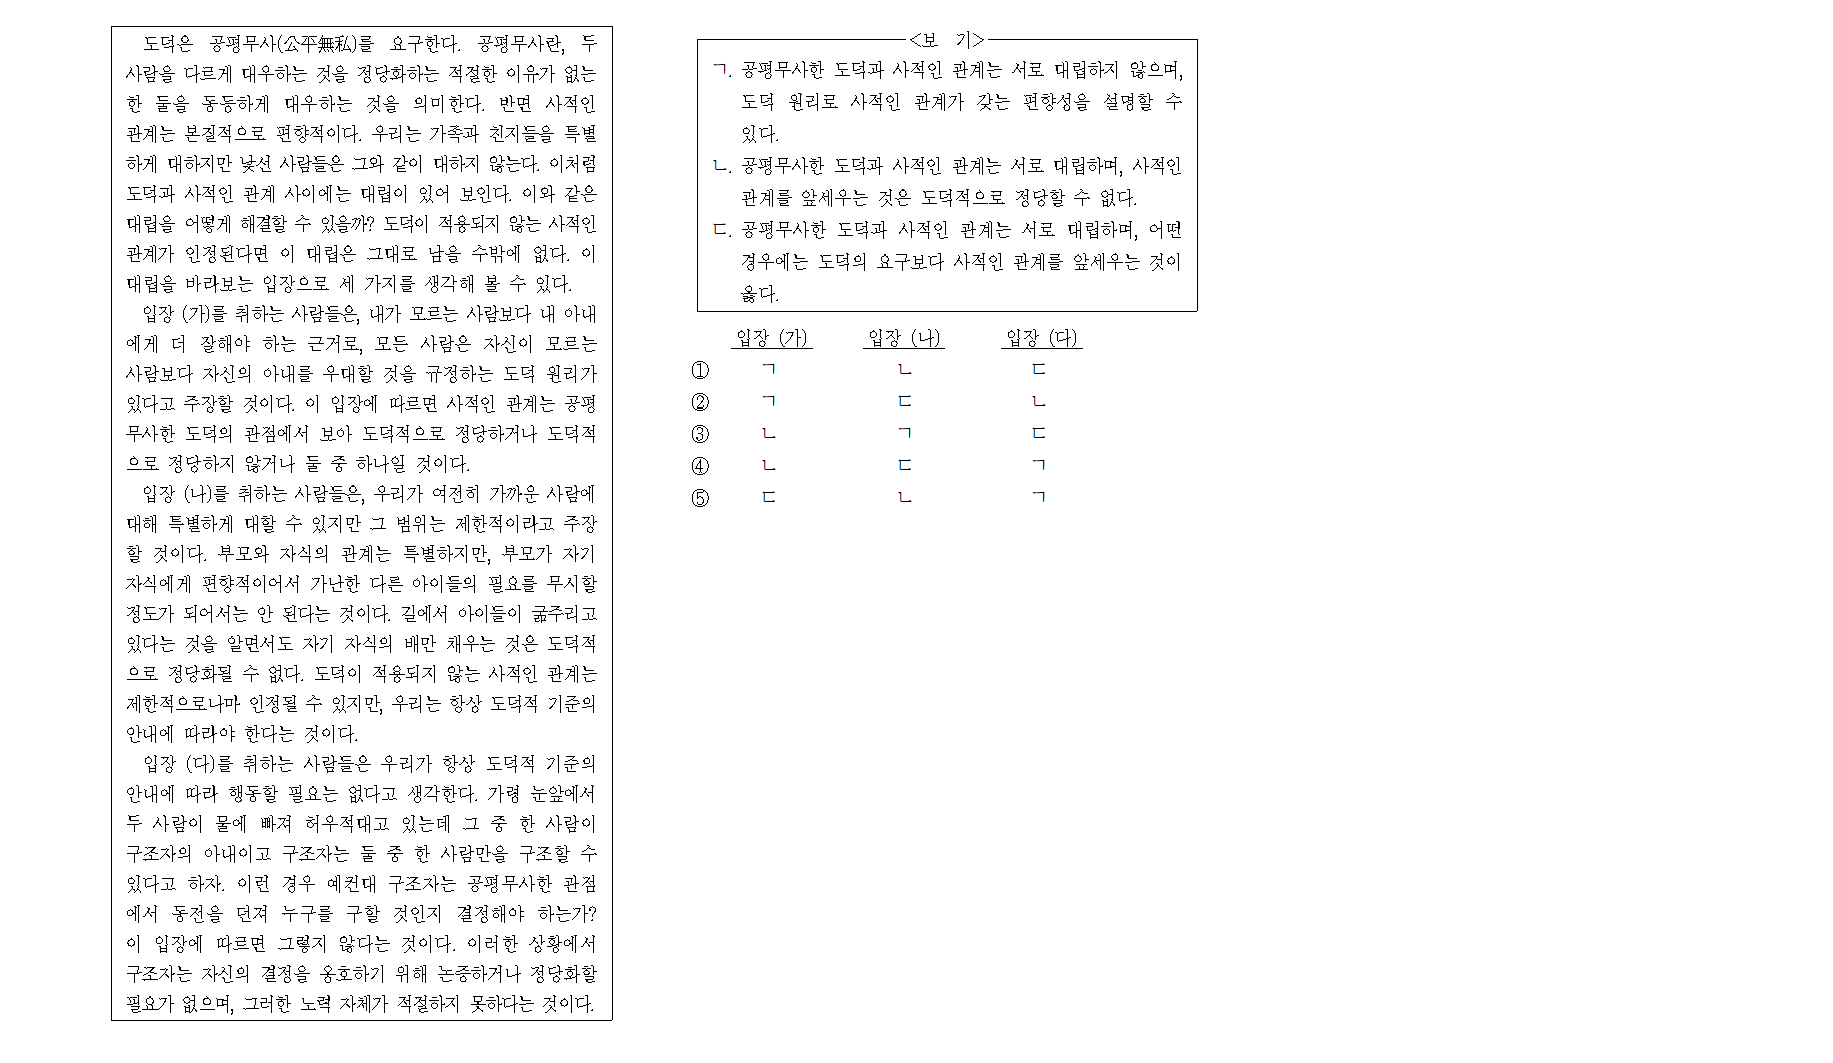 도덕은 공평무사(公平無私)를 요구한다. 공평무사란, 두
사람을 다르게 대우하는 것을 정당화하는 적절한 이유가 없는
한 둘을 동등하게 대우하는 것을 의미한다. 반면 사적인
관계는 본질적으로 편향적이다. 우리는 가족과 친지들을 특별
하게 대하지만 낯선 사람들은 그와 같이 대하지 않는다. 이처럼
도덕과 사적인 관계 사이에는 대립이 있어 보인다. 이와 같은
대립을 어떻게 해결할 수 있을까? 도덕이 적용되지 않는 사적인
관계가 인정된다면 이 대립은 그대로 남을 수밖에 없다. 이
대립을 바라보는 입장으로 세 가지를 생각해 볼 수 있다.
입장 (가)를 취하는 사람들은, 내가 모르는 사람보다 내 아내
에게 더 잘해야 하는 근거로, 모든 사람은 자신이 모르는
사람보다 자신의 아내를 우대할 것을 규정하는 도덕 원리가
있다고 주장할 것이다. 이 입장에 따르면 사적인 관계는 공평
무사한 도덕의 관점에서 보아 도덕적으로 정당하거나 도덕적
으로 정당하지 않거나 둘 중 하나일 것이다.
입장 (나)를 취하는 사람들은, 우리가 여전히 가까운 사람에
대해 특별하게 대할 수 있지만 그 범위는 제한적이라고 주장
할 것이다. 부모와 자식의 관계는 특별하지만, 부모가 자기
자식에게 편향적이어서 가난한 다른 아이들의 필요를 무시할
정도가 되어서는 안 된다는 것이다. 길에서 아이들이 굶주리고
있다는 것을 알면서도 자기 자식의 배만 채우는 것은 도덕적
으로 정당화될 수 없다. 도덕이 적용되지 않는 사적인 관계는
제한적으로나마 인정될 수 있지만, 우리는 항상 도덕적 기준의
안내에 따라야 한다는 것이다.
입장 (다)를 취하는 사람들은 우리가 항상 도덕적 기준의
안내에 따라 행동할 필요는 없다고 생각한다. 가령 눈앞에서
두 사람이 물에 빠져 허우적대고 있는데 그 중 한 사람이
구조자의 아내이고 구조자는 둘 중 한 사람만을 구조할 수
있다고 하자. 이런 경우 예컨대 구조자는 공평무사한 관점
에서 동전을 던져 누구를 구할 것인지 결정해야 하는가?
이 입장에 따르면 그렇지 않다는 것이다. 이러한 상황에서
구조자는 자신의 결정을 옹호하기 위해 논증하거나 정당화할
필요가 없으며, 그러한 노력 자체가 적절하지 못하다는 것이다.
<보 기>
ㄱ. 공평무사한 도덕과 사적인 관계는 서로 대립하지 않으며,
도덕 원리로 사적인 관계가 갖는 편향성을 설명할 수
있다.
ㄴ. 공평무사한 도덕과 사적인 관계는 서로 대립하며, 사적인
관계를 앞세우는 것은 도덕적으로 정당할 수 없다.
ㄷ. 공평무사한 도덕과 사적인 관계는 서로 대립하며, 어떤
경우에는 도덕의 요구보다 사적인 관계를 앞세우는 것이
옳다.
입장 (가) 입장 (나) 입장 (다)
① ㄱ ㄴ ㄷ
② ㄱ ㄷ ㄴ
③ ㄴ ㄱ ㄷ
④ ㄴ ㄷ ㄱ
⑤ ㄷ ㄴ ㄱ